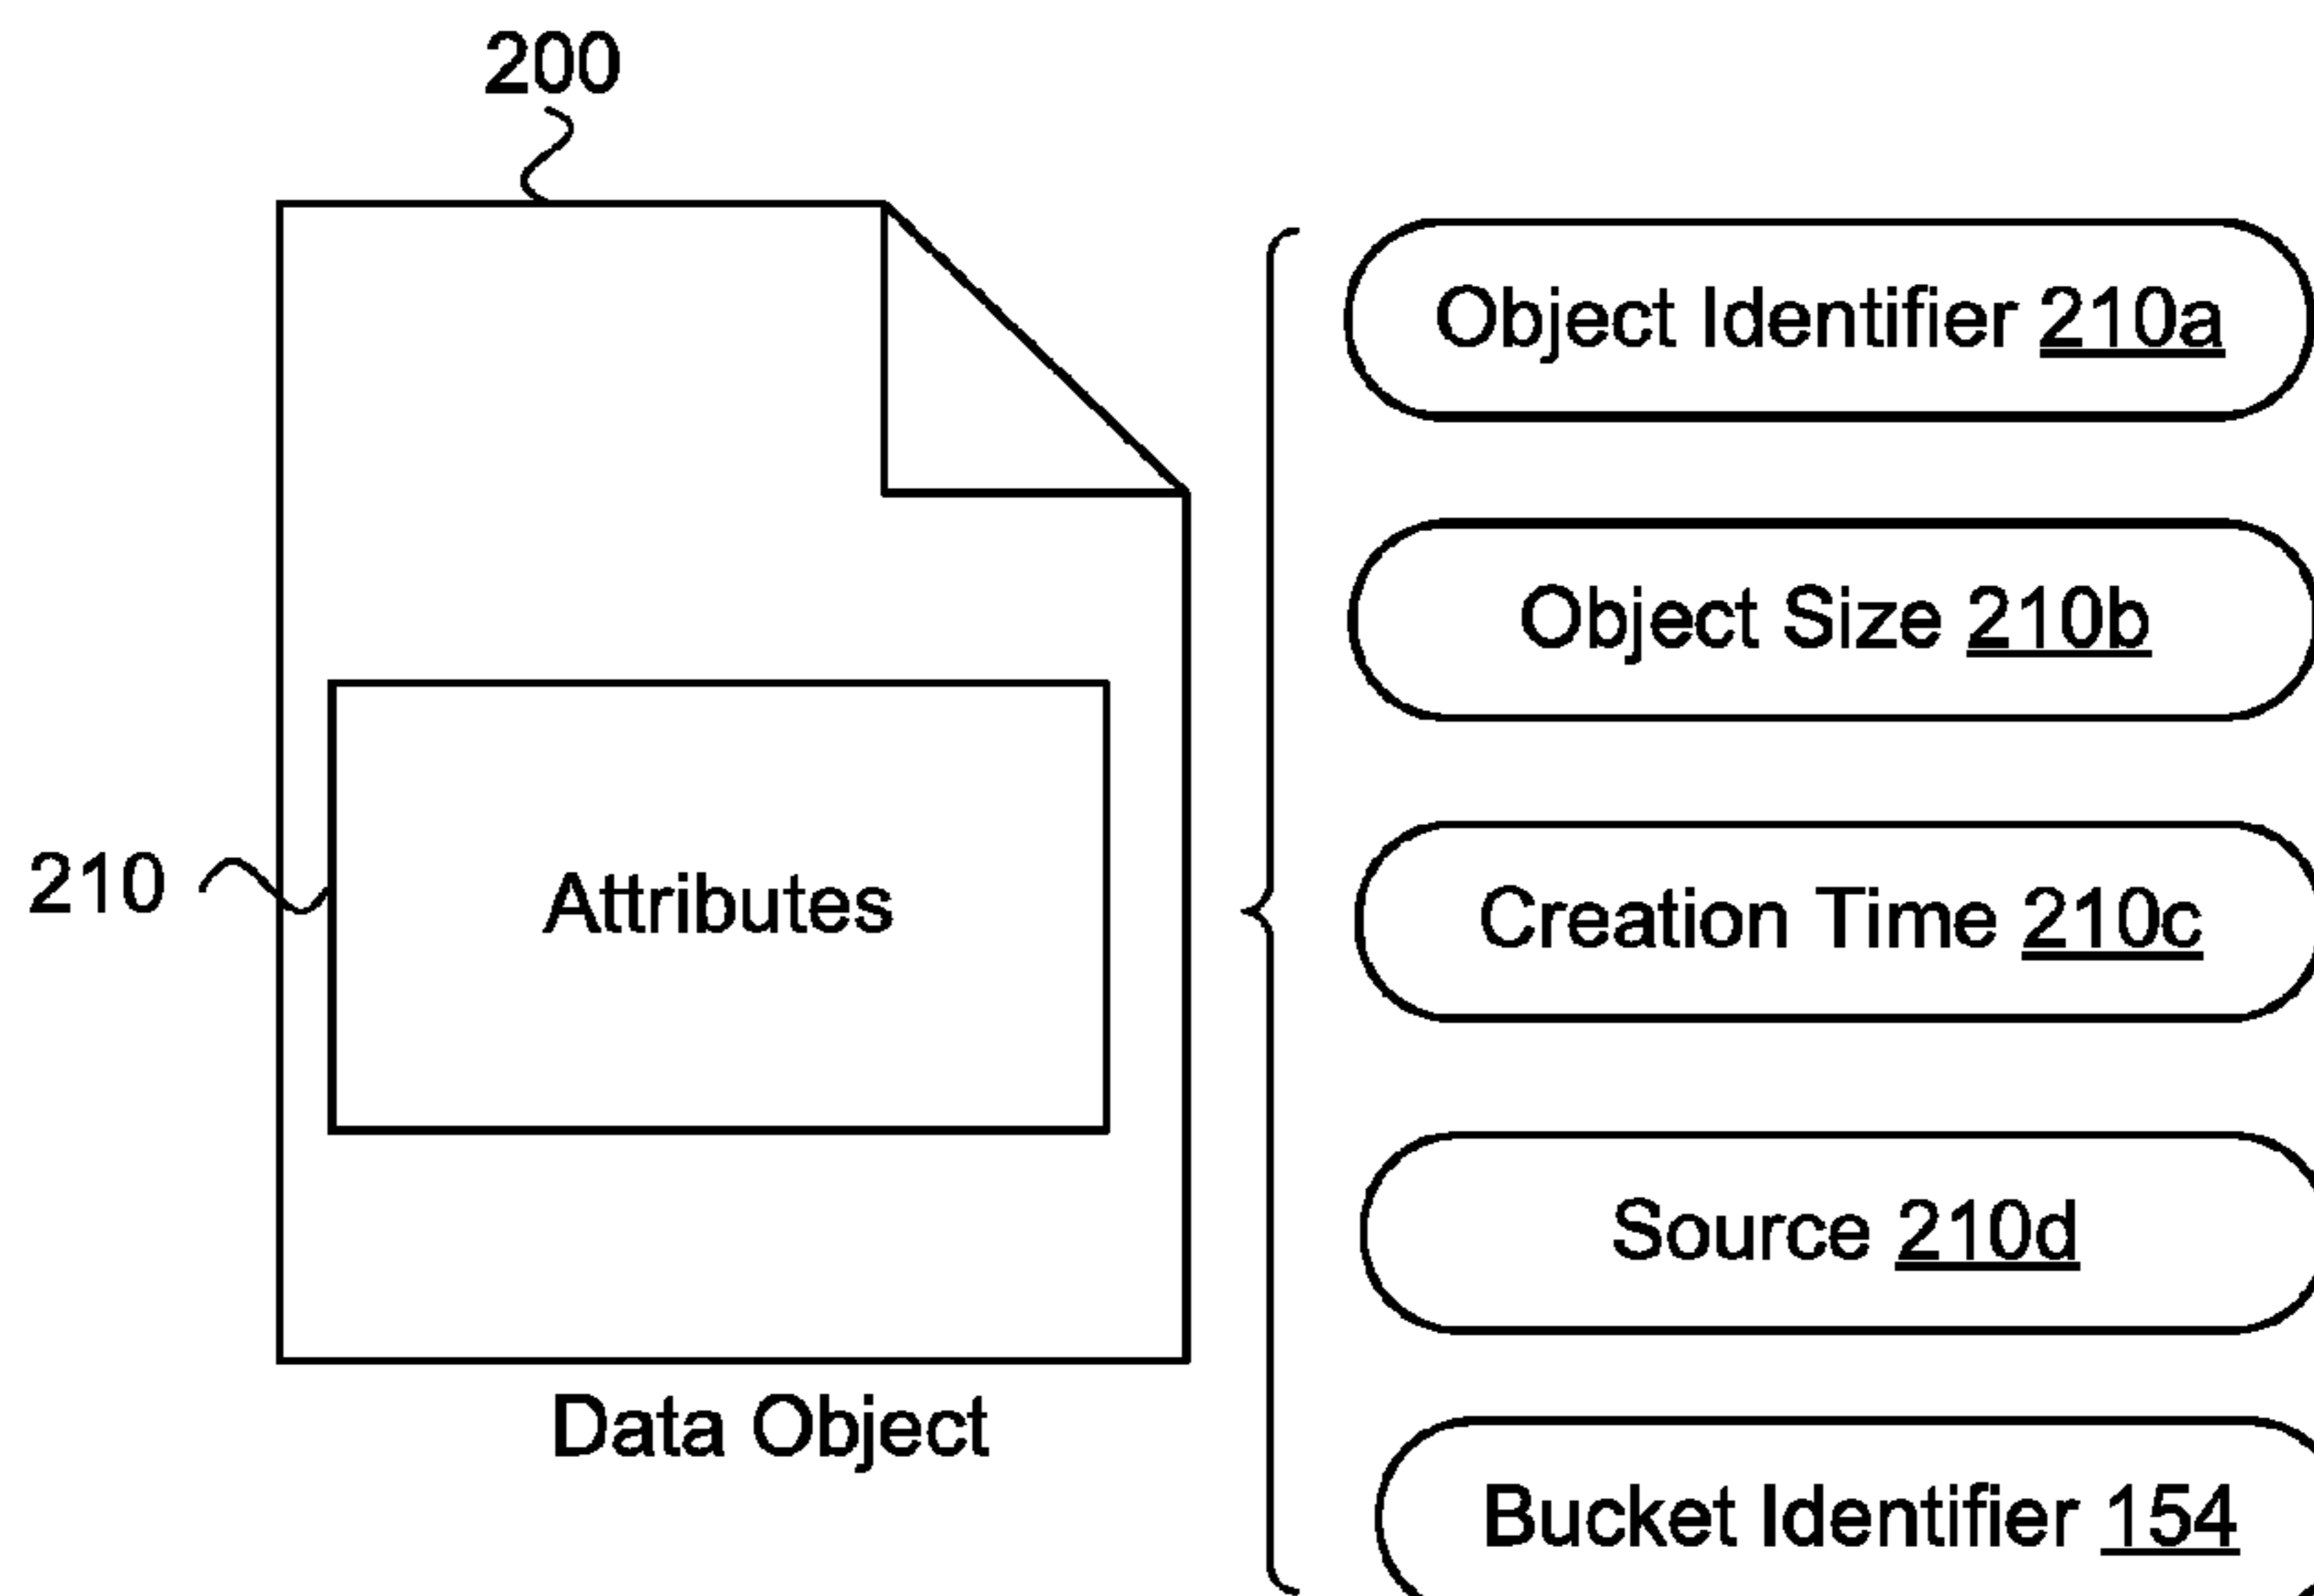 200
Object Identifier 210a
Object Size 210b
210
Attributes
Creation Time 210c
Source 210d
Data Object
Bucket Identifier 154